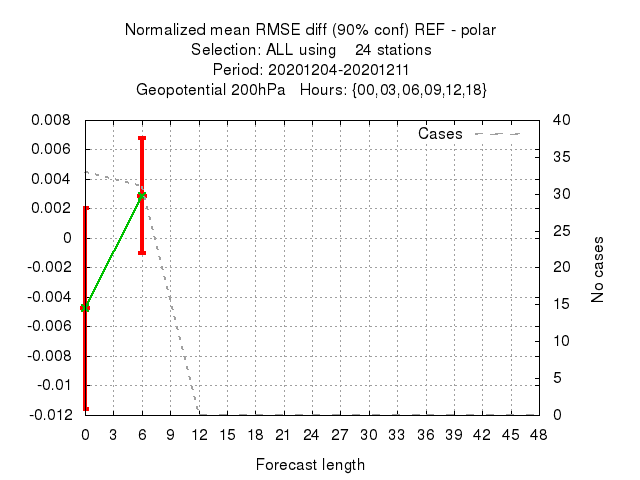 Normalized mean RMSE diff (90% conf) REF - polar
Selection: ALL using    24 stations
Period: 20201204-20201211
Geopotential 200hPa   Hours: {00,03,06,09,12,18}
Cases
0.008
0.006
0.004
0.002
0
-0.002
-0.004
-0.006
-0.008
-0.01
-0.012
40
35
30
25
20
15
10
5
0
No cases
0 3 6 9 12 15 18 21 24 27 30 33 36 39 42 45 48
Forecast length